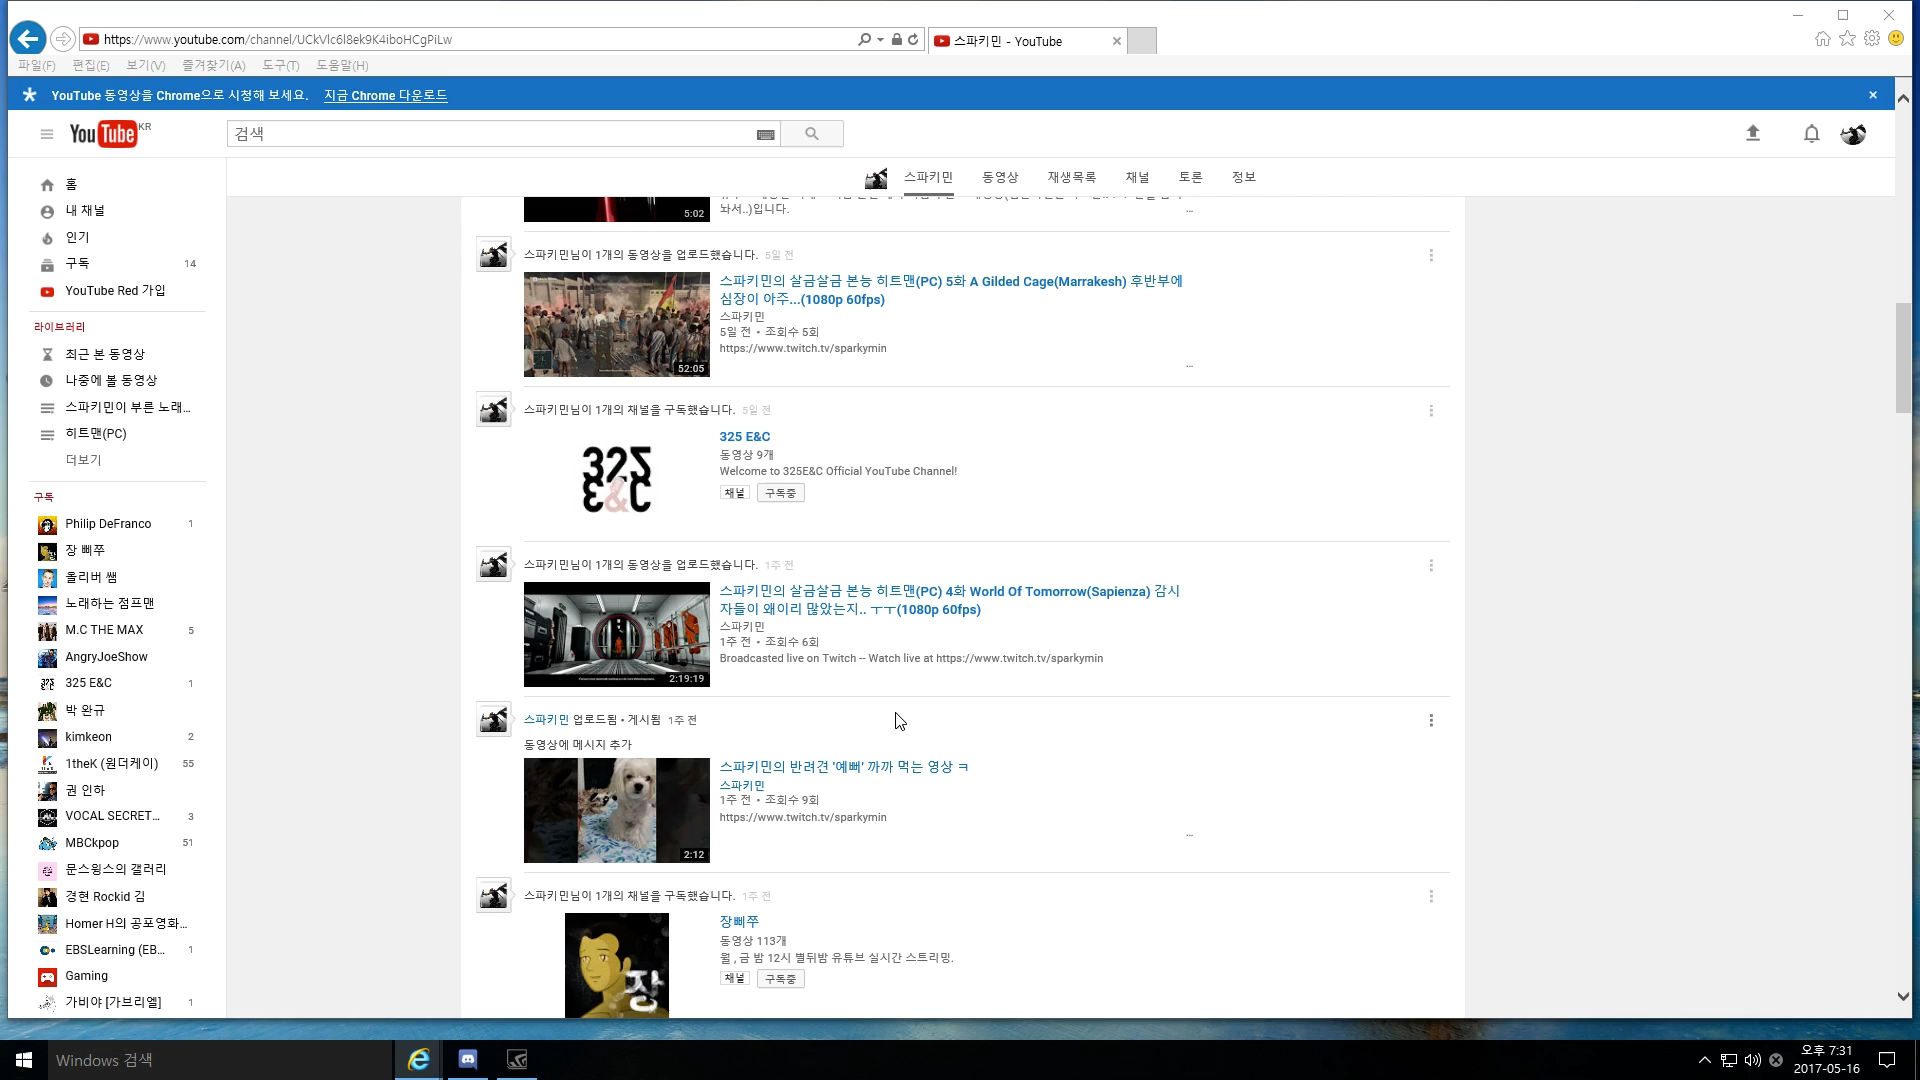 https://www.youtube.com/channel/UCkVlc6l8ek9K4iboHCgPiLw
스파키민 - YouTube
파일(F) 편집(E) 보기(V) 즐겨찾기(A) 도구(T) 도움말(H)
YouTube 동영상을 Chrome으로 시청해 보세요. 지금 Chrome 다운로드
YouTube KR
검색
스파키민 동영상 재생목록 채널 토론 정보
홈
내 채널
인기
구독 14
YouTube Red 가입
라이브러리
최근 본 동영상
나중에 볼 동영상
스파키민이 부른 노래...
히트맨(PC)
더보기
구독
Philip DeFranco 1
장 삐쭈
올리버 쌤
노래하는 점프맨
M.C THE MAX 5
AngryJoeShow
325 E&C 1
박 완규
kimkeon 2
1theK (원더케이) 55
권 인하
VOCAL SECRET... 3
MBCkpop 51
문스윙스의 갤러리
경현 Rockid 김
Homer H의 공포영화...
EBSLearning (EB... 1
Gaming
가비야 [가브리엘] 1
5:02
놔서..)입니다.
...
스파키민님이 1개의 동영상을 업로드했습니다. 5일 전
52:05
스파키민의 살금살금 본능 히트맨(PC) 5화 A Gilded Cage(Marrakesh) 후반부에
심장이 아주...(1080p 60fps)
스파키민
5일 전 • 조회수 5회
https://www.twitch.tv/sparkymin
...
스파키민님이 1개의 채널을 구독했습니다. 5일 전
325
E&C
325 E&C
동영상 9개
Welcome to 325E&C Official YouTube Channel!
채널 구독중
스파키민님이 1개의 동영상을 업로드했습니다. 1주 전
2:19:19
스파키민의 살금살금 본능 히트맨(PC) 4화 World Of Tomorrow(Sapienza) 감시
자들이 왜이리 많았는지.. ㅜㅜ(1080p 60fps)
스파키민
1주 전 • 조회수 6회
Broadcasted live on Twitch -- Watch live at https://www.twitch.tv/sparkymin
스파키민 업로드됨 • 게시됨 1주 전
동영상에 메시지 추가
2:12
스파키민의 반려견 '예뻐' 까까 먹는 영상 ㅋ
스파키민
1주 전 • 조회수 9회
https://www.twitch.tv/sparkymin
...
스파키민님이 1개의 채널을 구독했습니다. 1주 전
장
장삐쭈
동영상 113개
월 , 금 밤 12시 별뒤밤 유튜브 실시간 스트리밍.
채널 구독중
Windows 검색
오후 7:31
2017-05-16